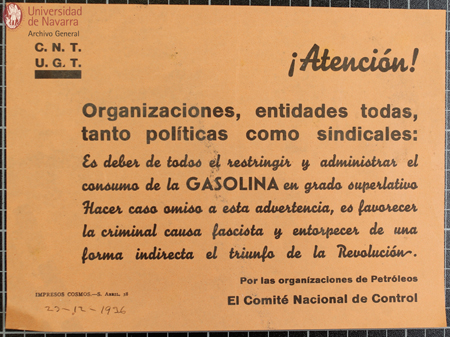 Universidad
de Navarra
Archivo General
C. N. T.
U. G. T.
¡Atención!
Organizaciones, entidades todas,
tanto políticas como sindicales:
Es deber de todos el restringir y administrar el
consumo de la GASOLINA en grado superlativo
Hacer caso omiso a esta advertencia, es favorecer
la criminal causa fascista y entorpecer de una
forma indirecta el triunfo de la Revolución.
Por las organizaciones de Petróleos
El Comité Nacional de Control
IMPRESOS COSMOS.—S. Abril, 18
23-12-1936